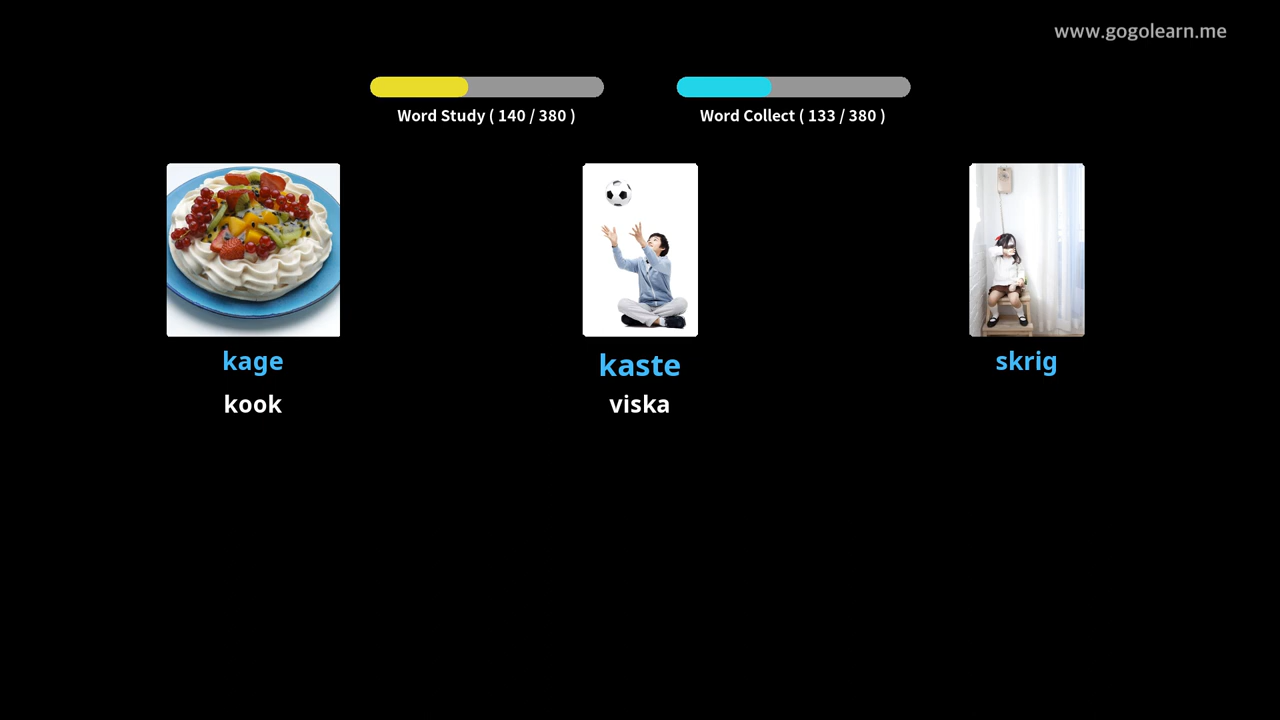 www.gogolearn.me
Word Study ( 140 / 380 )
Word Collect ( 133 / 380 )
kage
kaste
skrig
kook
viska